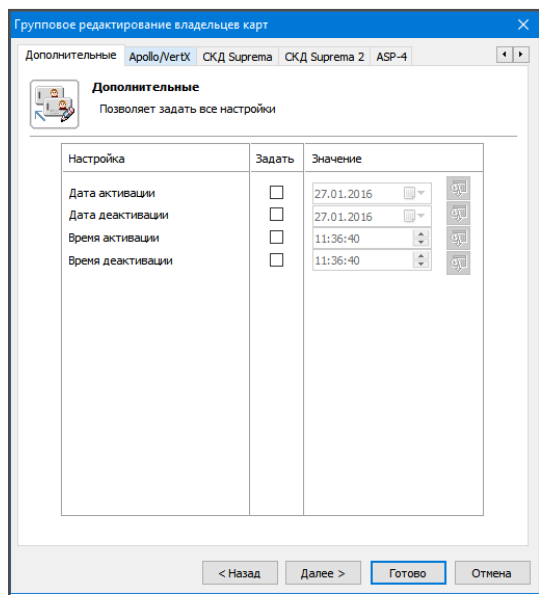 Групповое редактирование владельцев карт
Дополнительные Apollo/VertX СКД Suprema СКД Suprema 2 ASP-4
Дополнительные
Позволяет задать все настройки
Настройка Задать Значение
Дата активации 27.01.2016
Дата деактивации 27.01.2016
Время активации 11:36:40
Время деактивации 11:36:40
< Назад Далее > Готово Отмена